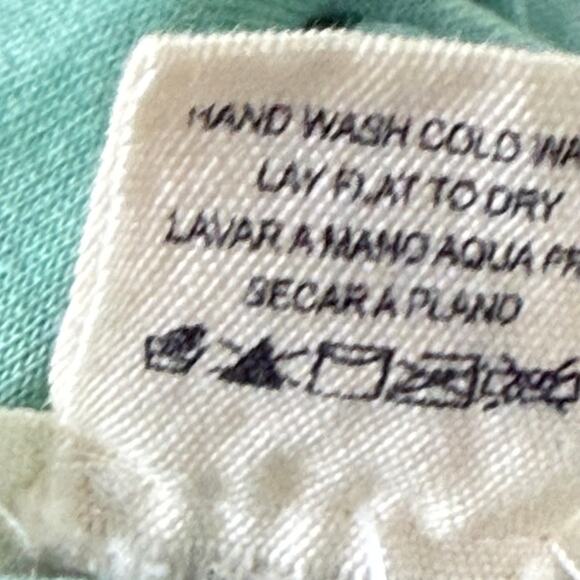 HAND WASH COLD WA
LAY FLAT TO DRY
LAVAR A MANO AQUA FR
SECAR A PLANO